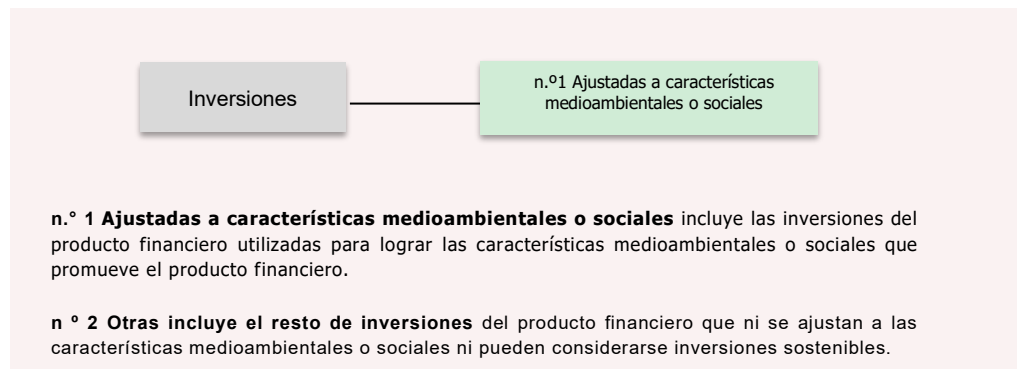 Inversiones
n.º1 Ajustadas a características
medioambientales o sociales
n.° 1 Ajustadas a características medioambientales o sociales incluye las inversiones del
producto financiero utilizadas para lograr las características medioambientales o sociales que
promueve el producto financiero.
n º 2 Otras incluye el resto de inversiones del producto financiero que ni se ajustan a las
características medioambientales o sociales ni pueden considerarse inversiones sostenibles.